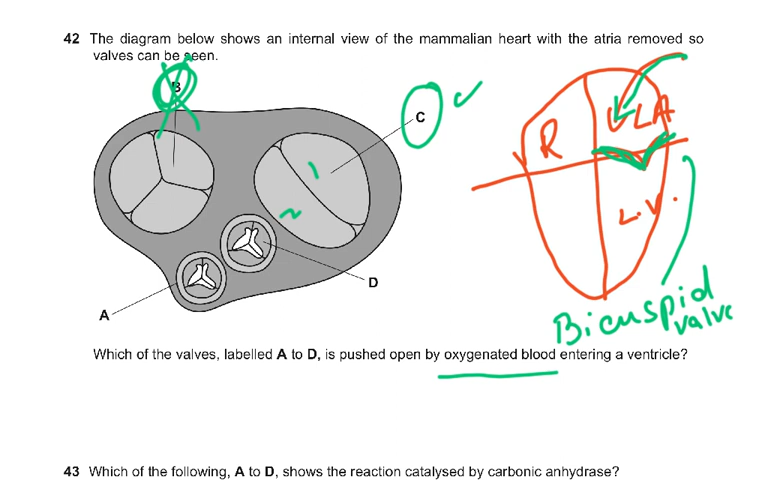 42 The diagram below shows an internal view of the mammalian heart with the atria removed so
valves can be seen.
B
C
1
2
D
A
R
LA
L.V.
Bicuspid
valve
Which of the valves, labelled A to D, is pushed open by oxygenated blood entering a ventricle?
43 Which of the following, A to D, shows the reaction catalysed by carbonic anhydrase?